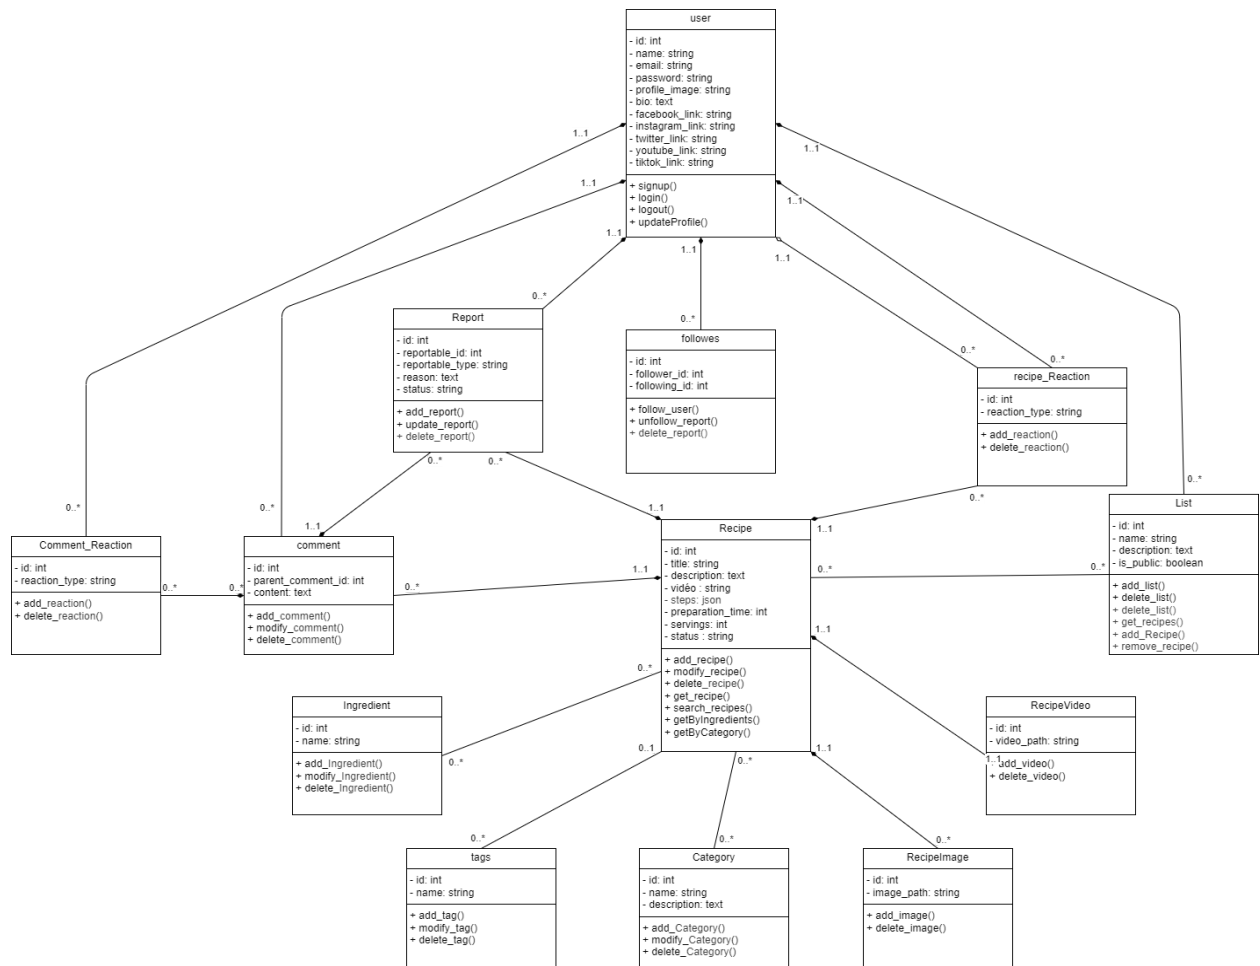 user
- id: int
- name: string
- email: string
- password: string
- profile_image: string
- bio: text
- facebook_link: string
- instagram_link: string
- twitter_link: string
- youtube_link: string
- tiktok_link: string
+ signup()
+ login()
+ logout()
+ updateProfile()
1..1
1..1
1..1
1..1
1..1
1..1
1..1
0..*
0..*
0..*
0..*
0..*
0..*
0..*
Report
- id: int
- reportable_id: int
- reportable_type: string
- reason: text
- status: string
+ add_report()
+ update_report()
+ delete_report()
0..*
0..*
1..1
1..1
followes
- id: int
- follower_id: int
- following_id: int
+ follow_user()
+ unfollow_report()
+ delete_report()
recipe_Reaction
- id: int
- reaction_type: string
+ add_reaction()
+ delete_reaction()
0..*
1..1
Comment_Reaction
- id: int
- reaction_type: string
+ add_reaction()
+ delete_reaction()
0..*
0..*
comment
- id: int
- parent_comment_id: int
- content: text
+ add_comment()
+ modify_comment()
+ delete_comment()
0..*
1..1
Recipe
- id: int
- title: string
- description: text
- vidéo : string
- steps: json
- preparation_time: int
- servings: int
- status : string
+ add_recipe()
+ modify_recipe()
+ delete_recipe()
+ get_recipe()
+ search_recipes()
+ getByIngredients()
+ getByCategory()
0..*
0..*
List
- id: int
- name: string
- description: text
- is_public: boolean
+ add_list()
+ delete_list()
+ delete_list()
+ get_recipes()
+ add_Recipe()
+ remove_recipe()
1..1
1..1
0..*
0..*
Ingredient
- id: int
- name: string
+ add_Ingredient()
+ modify_Ingredient()
+ delete_Ingredient()
RecipeVideo
- id: int
- video_path: string
add_video()
+ delete_video()
0..1
0..*
1..1
0..*
0..*
0..*
tags
- id: int
- name: string
+ add_tag()
+ modify_tag()
+ delete_tag()
Category
- id: int
- name: string
- description: text
+ add_Category()
+ modify_Category()
+ delete_Category()
RecipeImage
- id: int
- image_path: string
+ add_image()
+ delete_image()